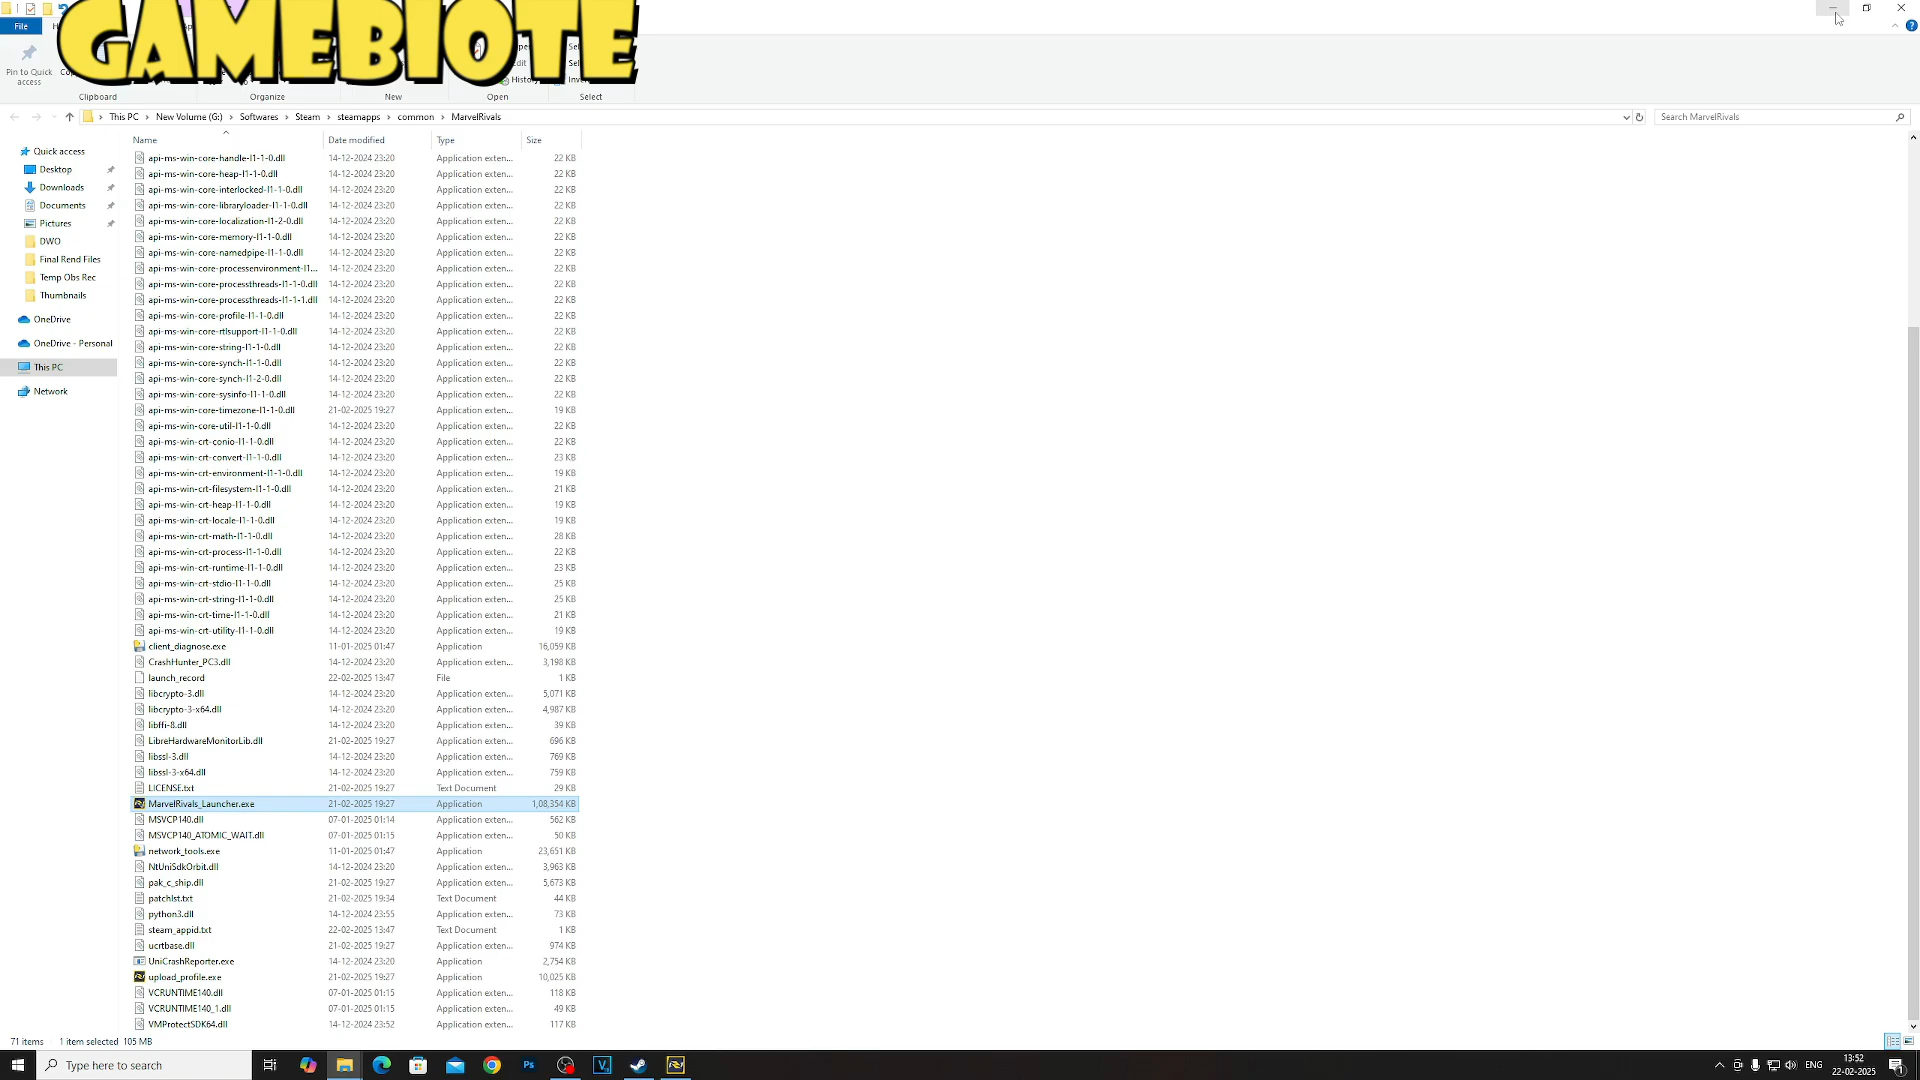 GAMEBIOTE
File
Pin to Quick access
History
Clipboard
Organize
New
Open
Select
This PC > New Volume (G:) > Softwares > Steam > steamapps > common > MarvelRivals
Search MarvelRivals
Name Date modified Type Size
Quick access
Desktop
Downloads
Documents
Pictures
DWO
Final Rend Files
Temp Obs Rec
Thumbnails
OneDrive
OneDrive - Personal
This PC
Network
api-ms-win-core-handle-l1-1-0.dll 14-12-2024 23:20 Application exten... 22 KB
api-ms-win-core-heap-l1-1-0.dll 14-12-2024 23:20 Application exten... 22 KB
api-ms-win-core-interlocked-l1-1-0.dll 14-12-2024 23:20 Application exten... 22 KB
api-ms-win-core-libraryloader-l1-1-0.dll 14-12-2024 23:20 Application exten... 22 KB
api-ms-win-core-localization-l1-2-0.dll 14-12-2024 23:20 Application exten... 22 KB
api-ms-win-core-memory-l1-1-0.dll 14-12-2024 23:20 Application exten... 22 KB
api-ms-win-core-namedpipe-l1-1-0.dll 14-12-2024 23:20 Application exten... 22 KB
api-ms-win-core-processenvironment-l1... 14-12-2024 23:20 Application exten... 22 KB
api-ms-win-core-processthreads-l1-1-0.dll 14-12-2024 23:20 Application exten... 22 KB
api-ms-win-core-processthreads-l1-1-1.dll 14-12-2024 23:20 Application exten... 22 KB
api-ms-win-core-profile-l1-1-0.dll 14-12-2024 23:20 Application exten... 22 KB
api-ms-win-core-rtlsupport-l1-1-0.dll 14-12-2024 23:20 Application exten... 22 KB
api-ms-win-core-string-l1-1-0.dll 14-12-2024 23:20 Application exten... 22 KB
api-ms-win-core-synch-l1-1-0.dll 14-12-2024 23:20 Application exten... 22 KB
api-ms-win-core-synch-l1-2-0.dll 14-12-2024 23:20 Application exten... 22 KB
api-ms-win-core-sysinfo-l1-1-0.dll 14-12-2024 23:20 Application exten... 22 KB
api-ms-win-core-timezone-l1-1-0.dll 21-02-2025 19:27 Application exten... 19 KB
api-ms-win-core-util-l1-1-0.dll 14-12-2024 23:20 Application exten... 22 KB
api-ms-win-crt-conio-l1-1-0.dll 14-12-2024 23:20 Application exten... 22 KB
api-ms-win-crt-convert-l1-1-0.dll 14-12-2024 23:20 Application exten... 23 KB
api-ms-win-crt-environment-l1-1-0.dll 14-12-2024 23:20 Application exten... 19 KB
api-ms-win-crt-filesystem-l1-1-0.dll 14-12-2024 23:20 Application exten... 21 KB
api-ms-win-crt-heap-l1-1-0.dll 14-12-2024 23:20 Application exten... 19 KB
api-ms-win-crt-locale-l1-1-0.dll 14-12-2024 23:20 Application exten... 19 KB
api-ms-win-crt-math-l1-1-0.dll 14-12-2024 23:20 Application exten... 28 KB
api-ms-win-crt-process-l1-1-0.dll 14-12-2024 23:20 Application exten... 22 KB
api-ms-win-crt-runtime-l1-1-0.dll 14-12-2024 23:20 Application exten... 23 KB
api-ms-win-crt-stdio-l1-1-0.dll 14-12-2024 23:20 Application exten... 25 KB
api-ms-win-crt-string-l1-1-0.dll 14-12-2024 23:20 Application exten... 25 KB
api-ms-win-crt-time-l1-1-0.dll 14-12-2024 23:20 Application exten... 21 KB
api-ms-win-crt-utility-l1-1-0.dll 14-12-2024 23:20 Application exten... 19 KB
client_diagnose.exe 11-01-2025 01:47 Application 16,059 KB
CrashHunter_PC3.dll 14-12-2024 23:20 Application exten... 3,198 KB
launch_record 22-02-2025 13:47 File 1 KB
libcrypto-3.dll 14-12-2024 23:20 Application exten... 5,071 KB
libcrypto-3-x64.dll 14-12-2024 23:20 Application exten... 4,987 KB
libffi-8.dll 14-12-2024 23:20 Application exten... 39 KB
LibreHardwareMonitorLib.dll 21-02-2025 19:27 Application exten... 696 KB
libssl-3.dll 14-12-2024 23:20 Application exten... 769 KB
libssl-3-x64.dll 14-12-2024 23:20 Application exten... 759 KB
LICENSE.txt 21-02-2025 19:27 Text Document 29 KB
MarvelRivals_Launcher.exe 21-02-2025 19:27 Application 1,08,354 KB
MSVCP140.dll 07-01-2025 01:14 Application exten... 562 KB
MSVCP140_ATOMIC_WAIT.dll 07-01-2025 01:15 Application exten... 50 KB
network_tools.exe 11-01-2025 01:47 Application 23,651 KB
NtUniSdkOrbit.dll 14-12-2024 23:20 Application exten... 3,963 KB
pak_c_ship.dll 21-02-2025 19:27 Application exten... 5,673 KB
patchlst.txt 21-02-2025 19:34 Text Document 44 KB
python3.dll 14-12-2024 23:55 Application exten... 73 KB
steam_appid.txt 22-02-2025 13:47 Text Document 1 KB
ucrtbase.dll 21-02-2025 19:27 Application exten... 974 KB
UniCrashReporter.exe 14-12-2024 23:20 Application 2,754 KB
upload_profile.exe 21-02-2025 19:27 Application 10,025 KB
VCRUNTIME140.dll 07-01-2025 01:15 Application exten... 118 KB
VCRUNTIME140_1.dll 07-01-2025 01:15 Application exten... 49 KB
VMProtectSDK64.dll 14-12-2024 23:52 Application exten... 117 KB
71 items 1 item selected 105 MB
Type here to search
Ps
ENG
13:52
22-02-2025